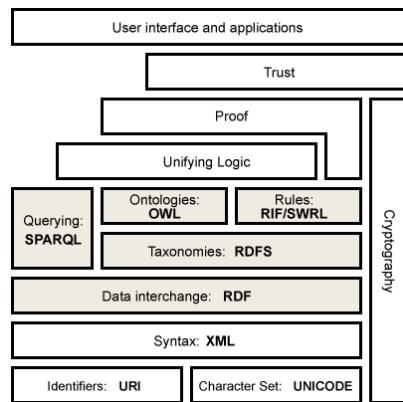 User interface and applications
Trust
Proof
Unifying Logic
Querying:
SPARQL
Ontologies:
OWL
Rules:
RIF/SWRL
Taxonomies: RDFS
Data interchange: RDF
Syntax: XML
Identifiers: URI
Character Set: UNICODE
Cryptography